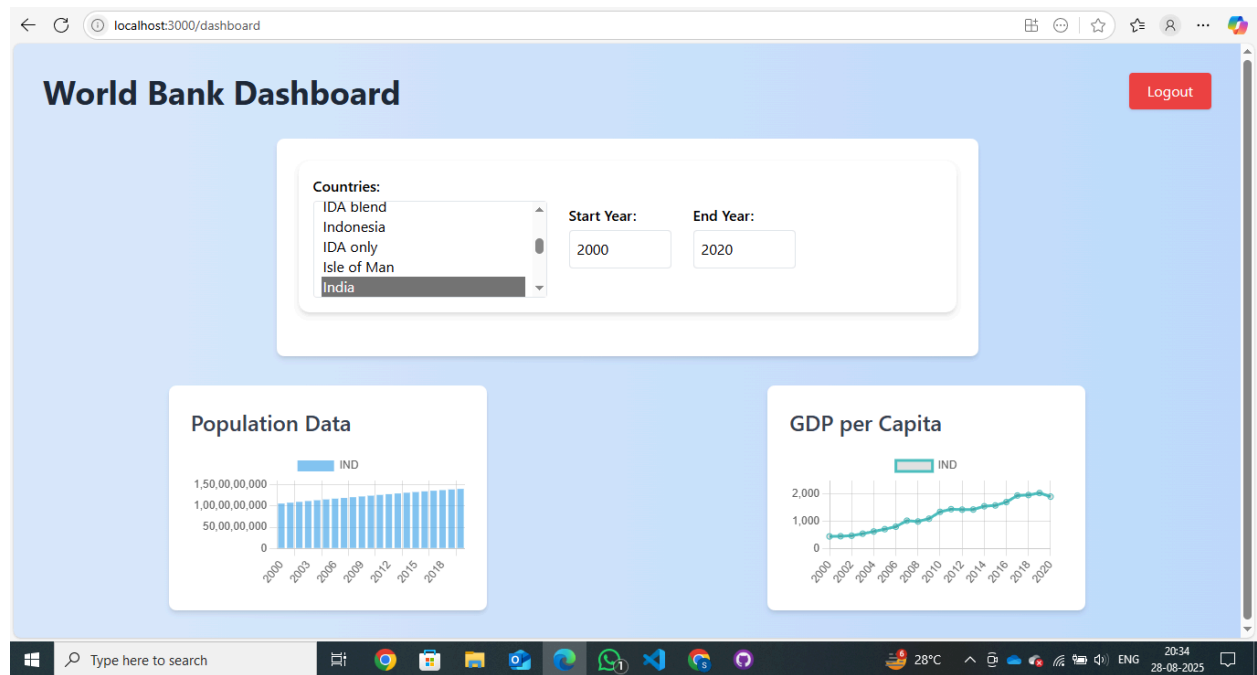 localhost:3000/dashboard
World Bank Dashboard
Logout
Countries:
IDA blend
Indonesia
IDA only
Isle of Man
India
Start Year:
2000
End Year:
2020
Population Data
IND
1,50,00,00,000
1,00,00,00,000
50,00,00,000
0
2000 2003 2006 2009 2012 2015 2018
GDP per Capita
IND
2,000
1,000
0
2000 2002 2004 2006 2008 2010 2012 2014 2016 2018 2020
Type here to search
1
6
28°C
ENG
20:34
28-08-2025